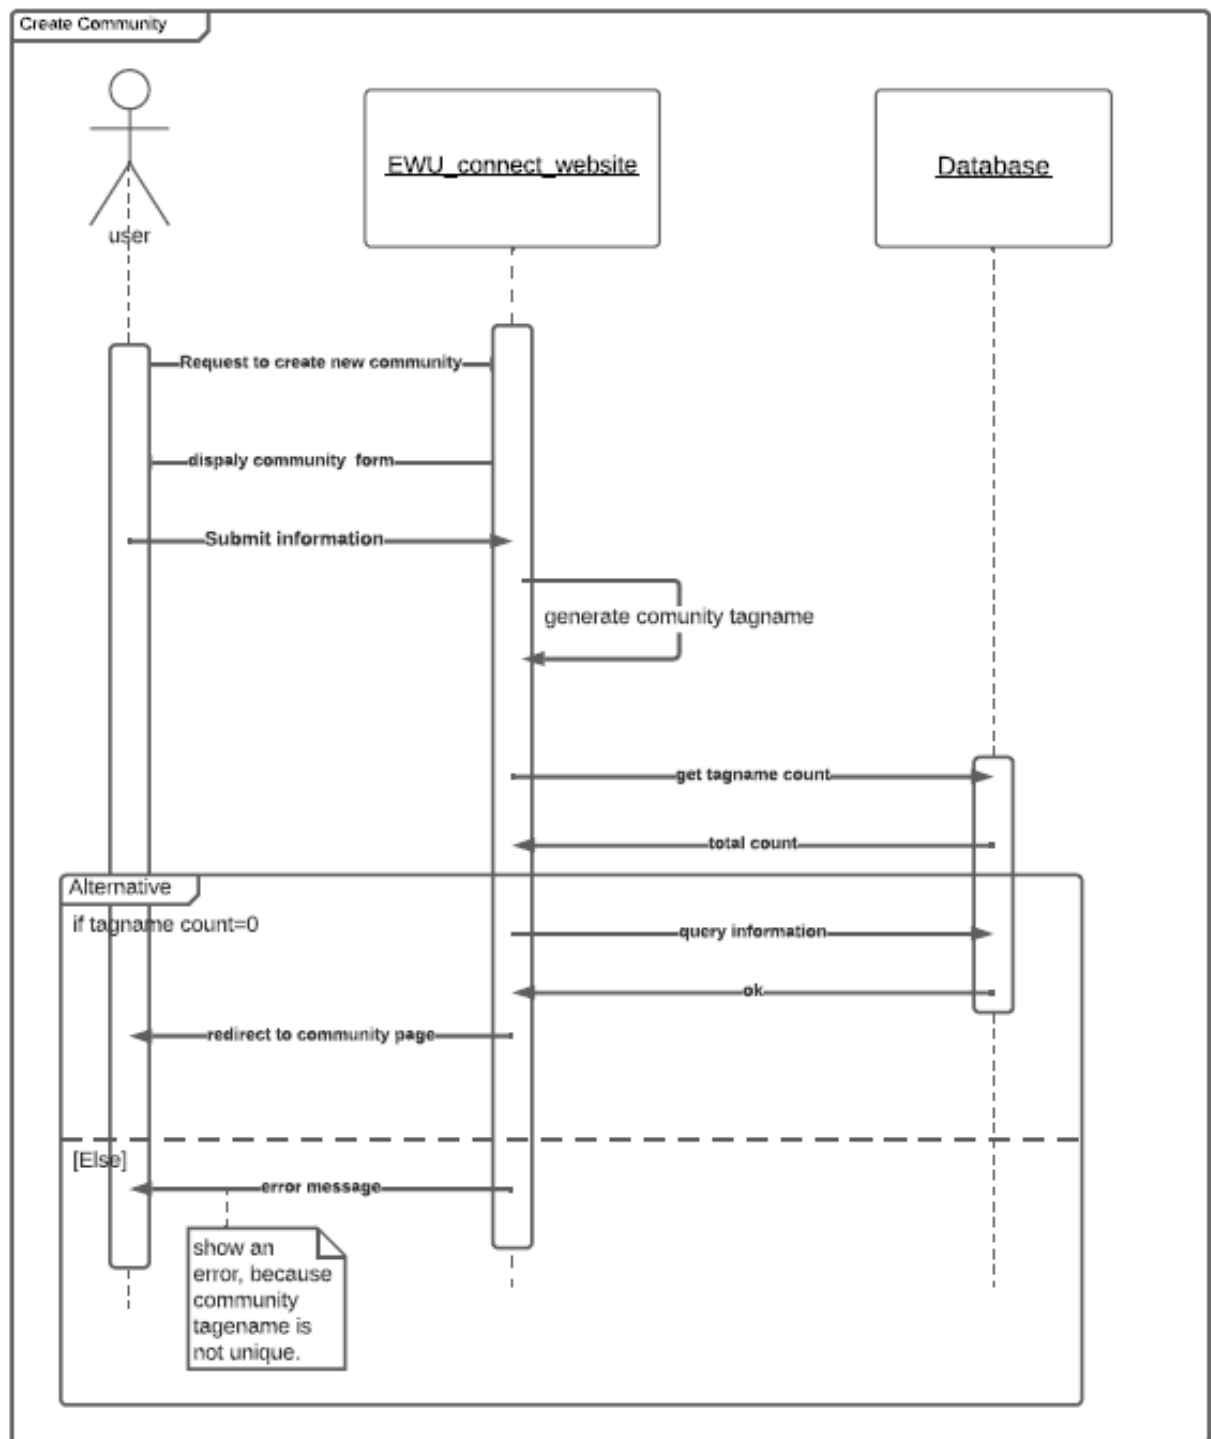 Create Community
user
EWU_connect_website
Database
Request to create new community
dispaly community form
Submit information
generate comunity tagname
get tagname count
total count
Alternative
if tagname count=0
query information
ok
redirect to community page
[Else]
error message
show an
error, because
community
tagename is
not unique.